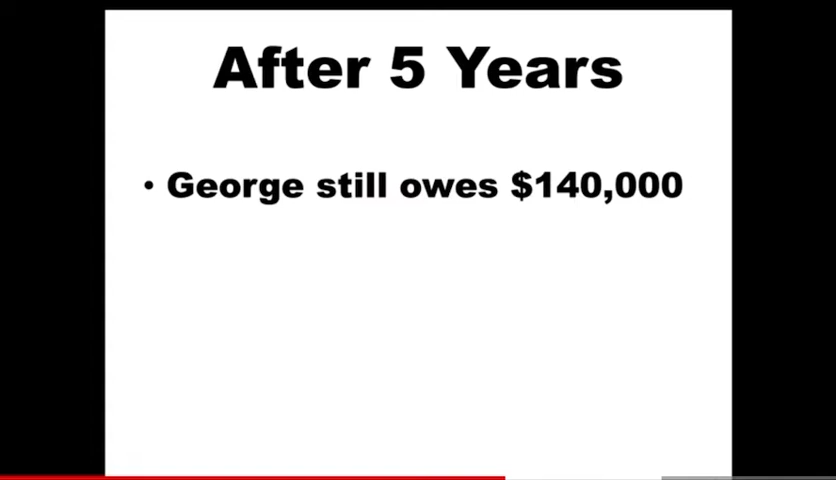 After 5 Years
• George still owes $140,000